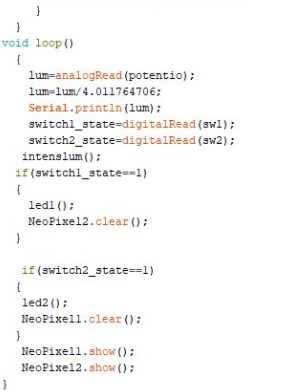 }
}
void loop()
{
lum=analogRead(potentio);
lum=lum/4.011764706;
Serial.println(lum);
switch1_state=digitalRead(sw1);
switch2_state=digitalRead(sw2);
intenslum();
if(switch1_state==1)
{
led1();
NeoPixel2.clear();
}
if(switch2_state==1)
{
led2();
NeoPixel1.clear();
}
NeoPixel1.show();
NeoPixel2.show();
}